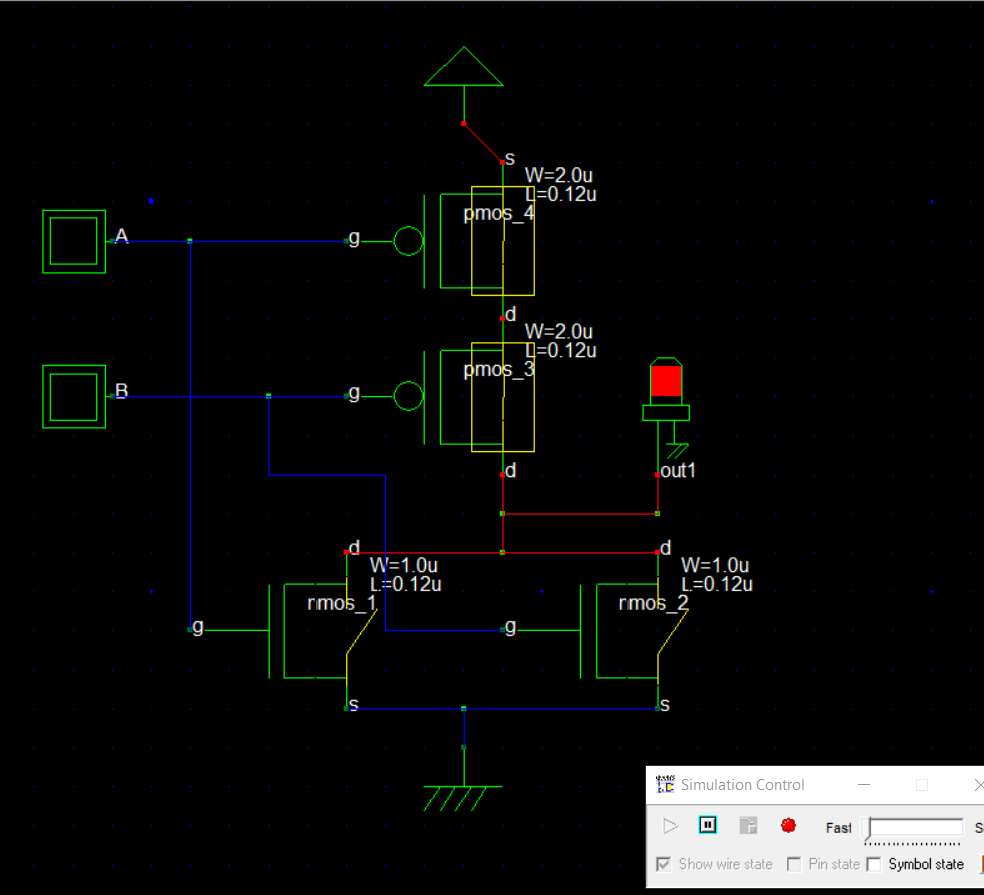 s
W=2.0u
L=0.12u
pmos_4
A
g
d
W=2.0u
L=0.12u
pmos_3
B
g
d
out1
d
W=1.0u
L=0.12u
nmos_1
g
d
W=1.0u
L=0.12u
nmos_2
g
s
s
Simulation Control
Fast
Show wire state
Pin state
Symbol state